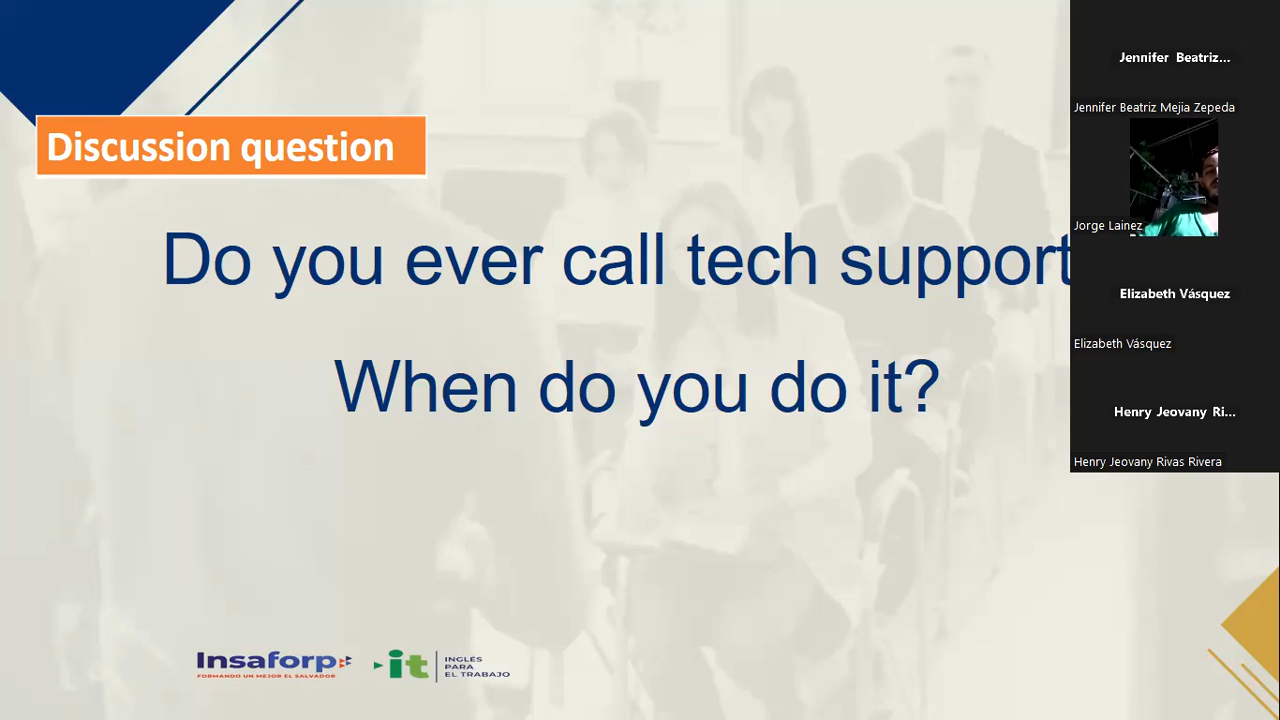 Discussion question
Do you ever call tech support
When do you do it?
Insaforp
FORMANDO UN MEJOR EL SALVADOR
it
INGLÉS
PARA
EL TRABAJO
Jennifer Beatriz...
Jennifer Beatriz Mejia Zepeda
Jorge Lainez
Elizabeth Vásquez
Elizabeth Vásquez
Henry Jeovany Ri...
Henry Jeovany Rivas Rivera